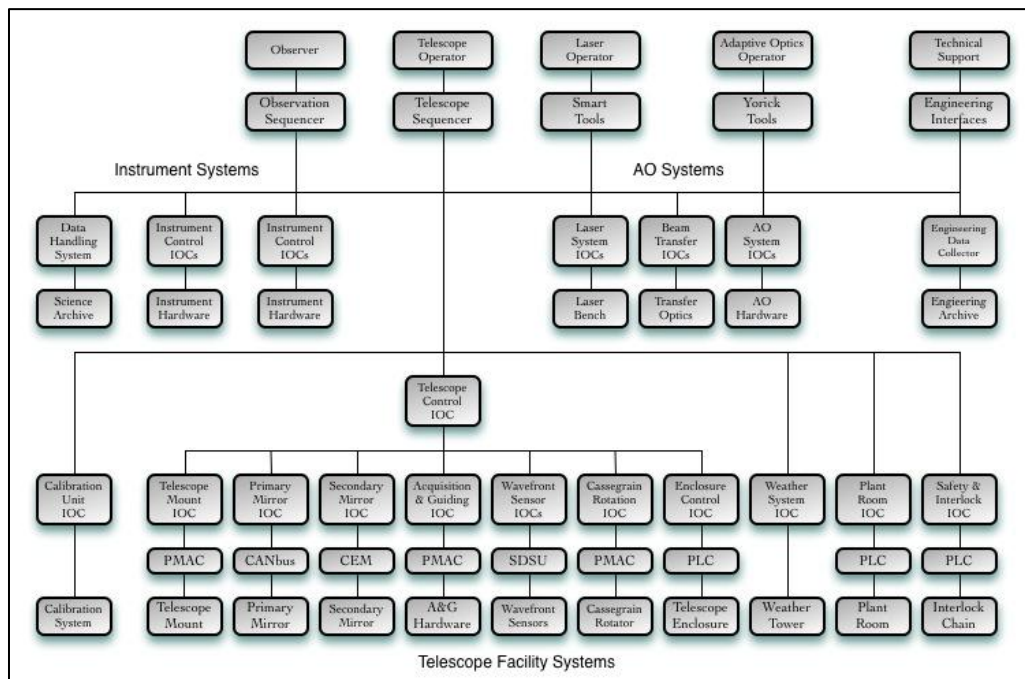 Observer
Telescope
Operator
Laser
Operator
Adaptive Optics
Operator
Technical
Support
Observation
Sequencer
Telescope
Sequencer
Smart
Tools
Yorick
Tools
Engineering
Interfaces
Instrument Systems
AO Systems
Data
Handling
System
Instrument
Control
IOCs
Instrument
Control
IOCs
Laser
System
IOCs
Beam
Transfer
IOCs
AO
System
IOCs
Engineering
Data
Collector
Science
Archive
Instrument
Hardware
Instrument
Hardware
Laser
Bench
Transfer
Optics
AO
Hardware
Engieering
Archive
Telescope
Control
IOC
Calibration
Unit
IOC
Telescope
Mount
IOC
Primary
Mirror
IOC
Secondary
Mirror IOC
Acquisition
& Guiding
IOC
Wavefront
Sensor
IOCs
Cassegrain
Rotation
IOC
Enclosure
Control
IOC
Weather
System
IOC
Plant
Room
IOC
Safety &
Interlock
IOC
PMAC
CANbus
CEM
PMAC
SDSU
PMAC
PLC
PLC
PLC
Calibration
System
Telescope
Mount
Primary
Mirror
Secondary
Mirror
A&G
Hardware
Wavefront
Sensors
Cassegrain
Rotator
Telescope
Enclosure
Weather
Tower
Plant
Room
Interlock
Chain
Telescope Facility Systems